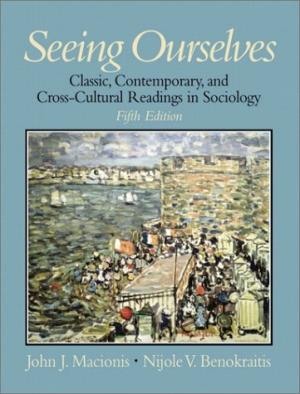 Seeing Ourselves
Classic, Contemporary, and
Cross-Cultural Readings in Sociology
Fifth Edition
John J. Macionis · Nijole V. Benokraitis